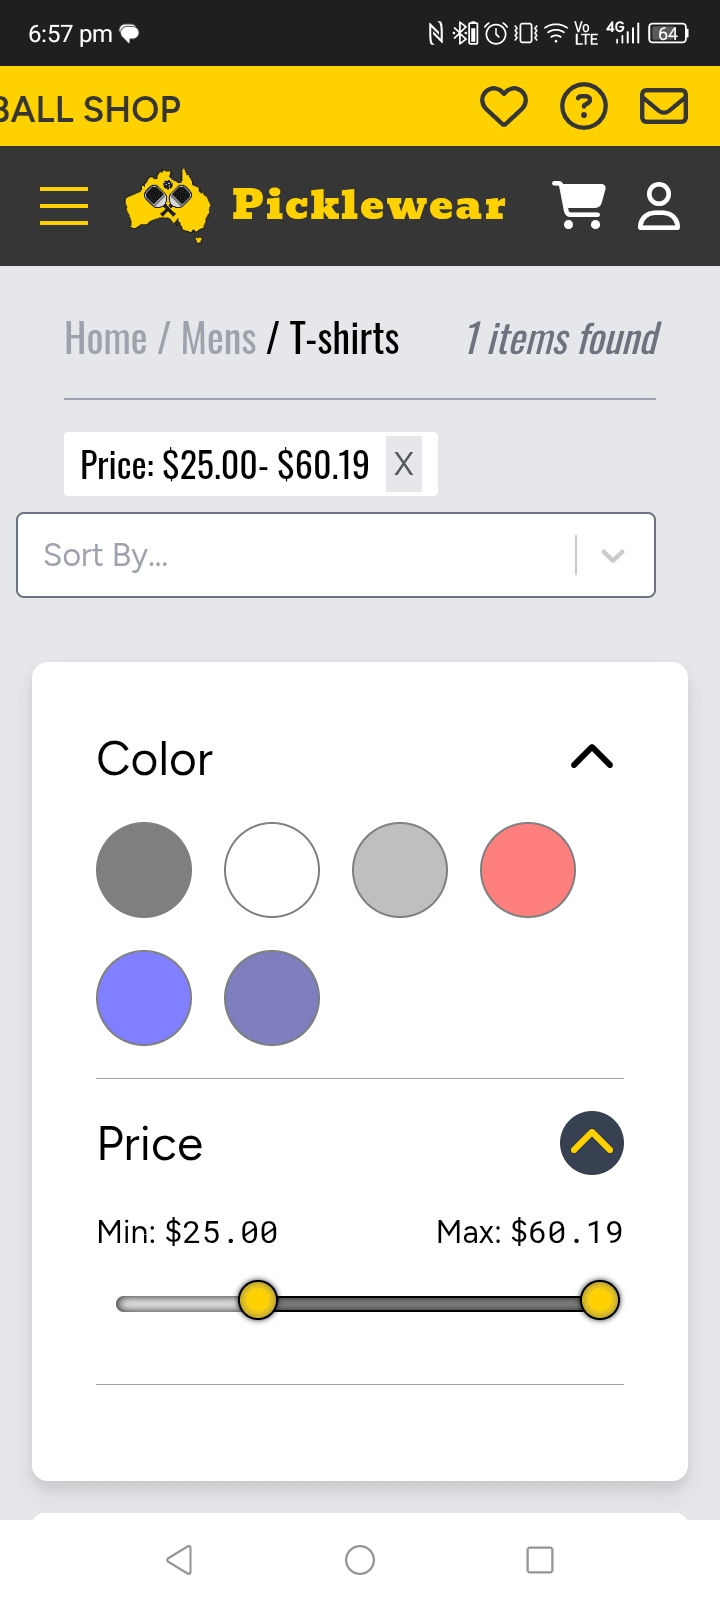 6:57 pm
Vo LTE 4G 64
BALL SHOP
Picklewear
Home / Mens / T-shirts 1 items found
Price: $25.00- $60.19 X
Sort By...
Color
Price
Min: $25.00 Max: $60.19